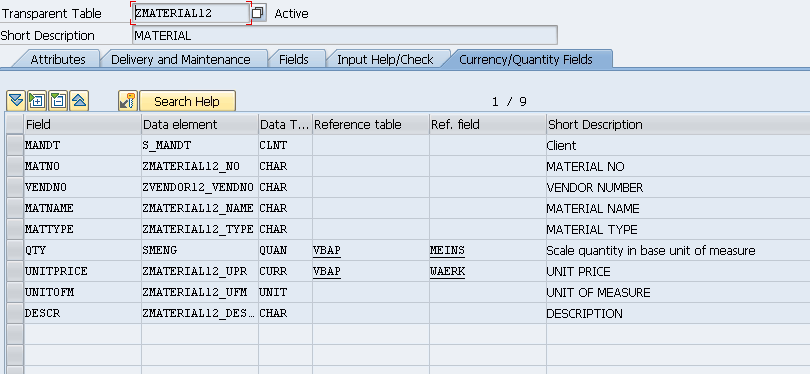 Transparent Table ZMATERIAL12 Active
Short Description MATERIAL
Attributes Delivery and Maintenance Fields Input Help/Check Currency/Quantity Fields
Search Help 1 / 9
Field Data element Data T... Reference table Ref. field Short Description
MANDT S_MANDT CLNT Client
MATNO ZMATERIAL12_NO CHAR MATERIAL NO
VENDNO ZVENDOR12_VENDNO CHAR VENDOR NUMBER
MATNAME ZMATERIAL12_NAME CHAR MATERIAL NAME
MATTYPE ZMATERIAL12_TYPE CHAR MATERIAL TYPE
QTY SMENG QUAN VBAP MEINS Scale quantity in base unit of measure
UNITPRICE ZMATERIAL12_UPR CURR VBAP WAERK UNIT PRICE
UNITOFM ZMATERIAL12_UFM UNIT UNIT OF MEASURE
DESCR ZMATERIAL12_DES... CHAR DESCRIPTION